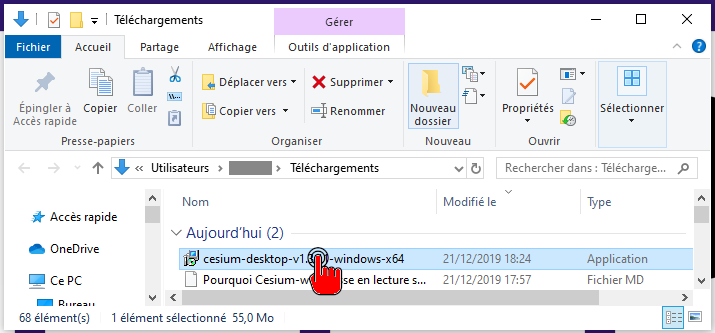 Téléchargements
Gérer
Fichier Accueil Partage Affichage Outils d'application
Épingler à Accès rapide
Copier
Coller
Déplacer vers
Copier vers
Supprimer
Renommer
Nouveau dossier
Propriétés
Sélectionner
Presse-papiers Organiser Nouveau Ouvrir
Utilisateurs Téléchargements
Rechercher dans : Télécharge...
Nom Modifié le Type
Accès rapide
OneDrive
Ce PC
Bureau
Aujourd'hui (2)
cesium-desktop-v1. -windows-x64 21/12/2019 18:24 Application
Pourquoi Cesium- en lecture s... 21/12/2019 17:57 Fichier MD
68 élément(s) 1 élément sélectionné 55,0 Mo